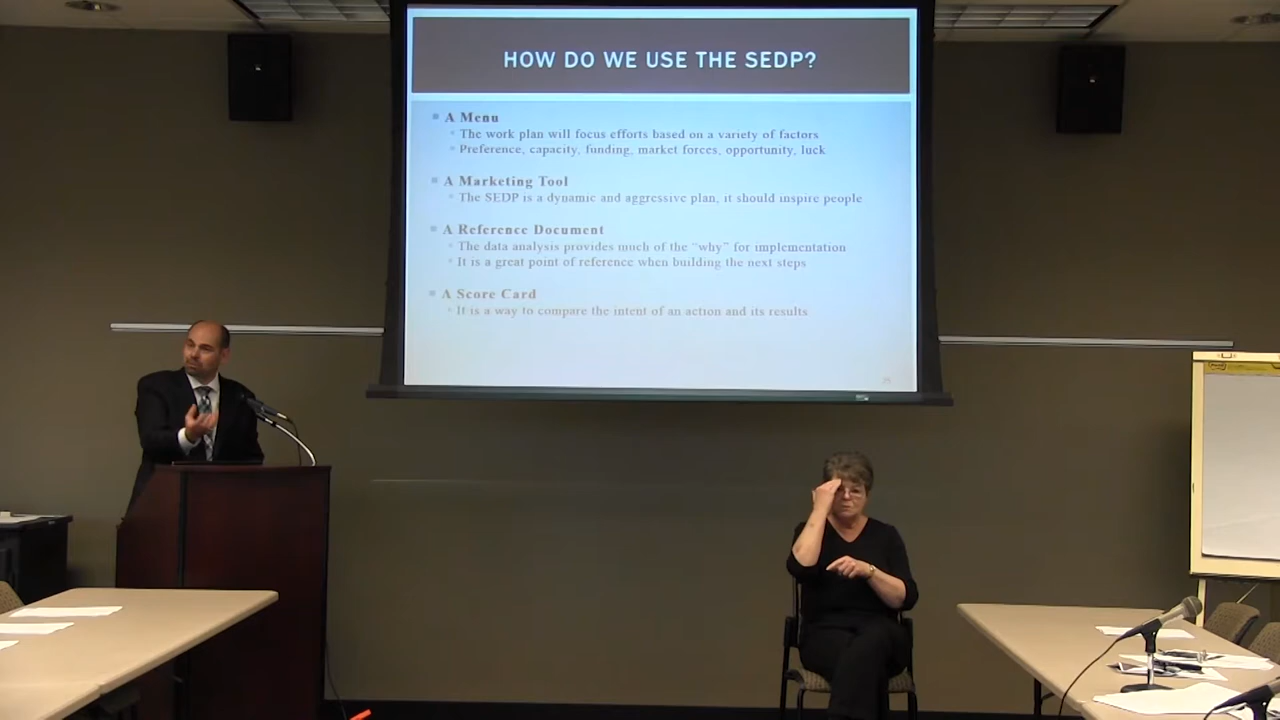 HOW DO WE USE THE SEDP?
A Menu
The work plan will focus efforts based on a variety of factors
Preference, capacity, funding, market forces, opportunity, luck
A Marketing Tool
The SEDP is a dynamic and aggressive plan, it should inspire people
A Reference Document
The data analysis provides much of the “why” for implementation
It is a great point of reference when building the next steps
A Score Card
It is a way to compare the intent of an action and its results